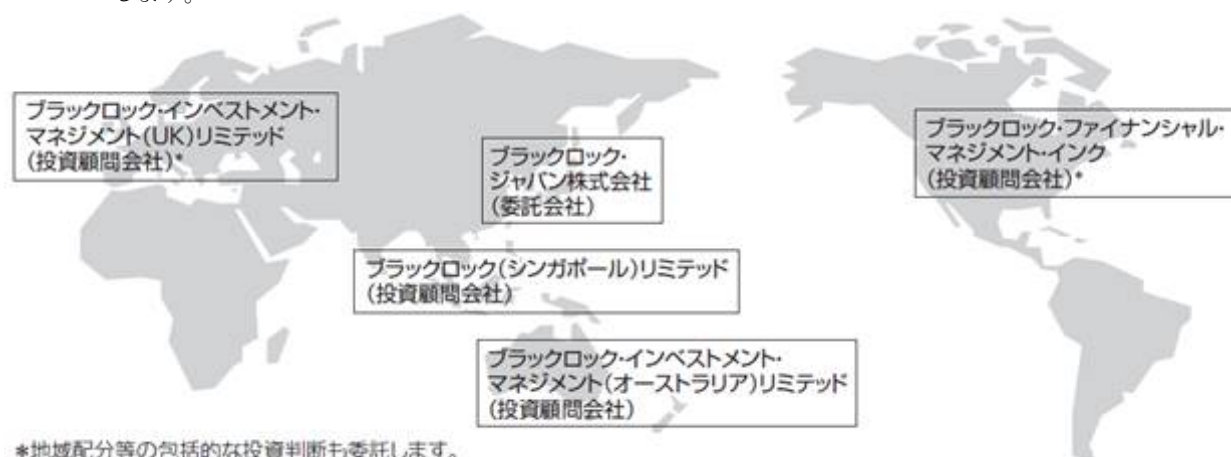 します。
ブラックロック・インベストメント・
マネジメント(UK)リミテッド
(投資顧問会社)*
ブラックロック・
ジャパン株式会社
(委託会社)
ブラックロック・ファイナンシャル・
マネジメント・インク
(投資顧問会社)*
ブラックロック(シンガポール)リミテッド
(投資顧問会社)
ブラックロック・インベストメント・
マネジメント(オーストラリア)リミテッド
(投資顧問会社)
*地域配分等の包括的な投資判断も委託します。